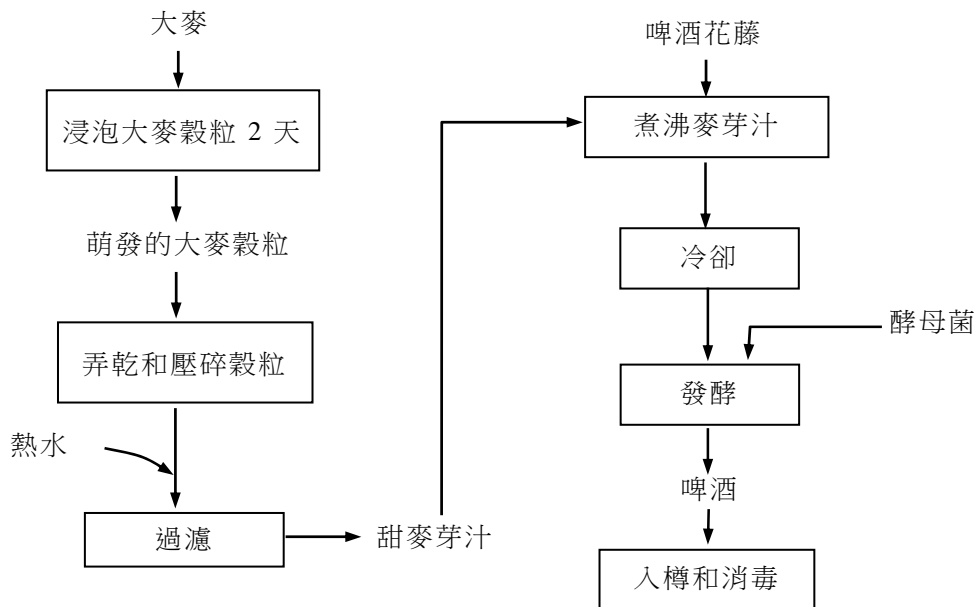 大麥
浸泡大麥穀粒 2 天
萌發的大麥穀粒
弄乾和壓碎穀粒
熱水
過濾
甜麥芽汁
啤酒花藤
煮沸麥芽汁
冷卻
酵母菌
發酵
啤酒
入樽和消毒